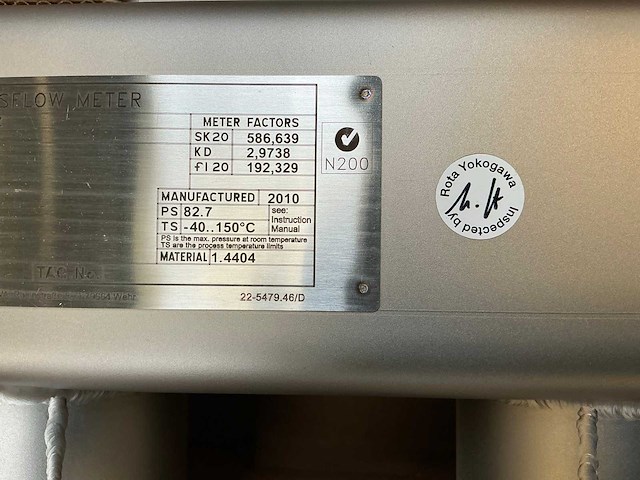 SFLOW METER
METER FACTORS
SK20 586,639
KD 2,9738
fl20 192,329
N200
MANUFACTURED 2010
PS 82.7
see:
Instruction
Manual
TS -40..150°C
PS is the max. pressure at room temperature
TS are the process temperature limits
MATERIAL 1.4404
TAG No.
Wehr
22-5479.46/D
Rota Yokogawa
Inspected by